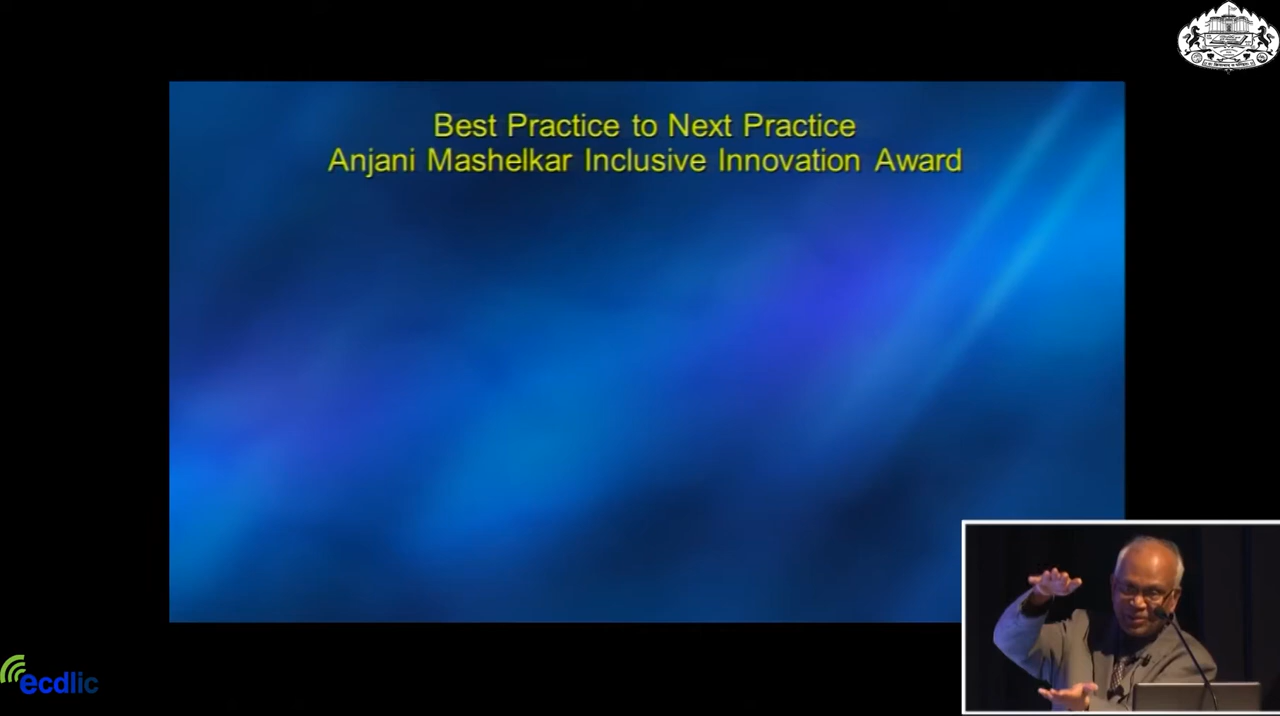 Best Practice to Next Practice
Anjani Mashelkar Inclusive Innovation Award
ecdlic